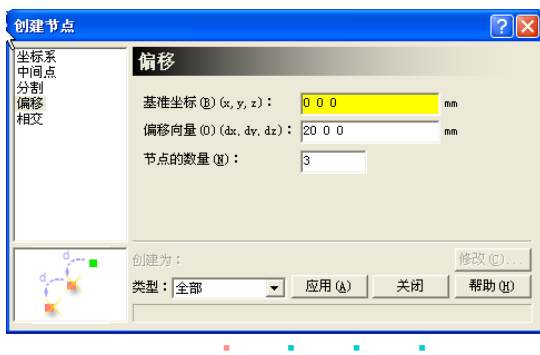 创建节点
坐标系
中间点
分割
偏移
相交
偏移
基准坐标(B)(x,y,z): 0 0 0 mm
偏移向量(O)(dx,dy,dz): 20 0 0 mm
节点的数量(N): 3
d
d
创建为:
修改(C)...
类型: 全部 应用(A) 关闭 帮助(H)